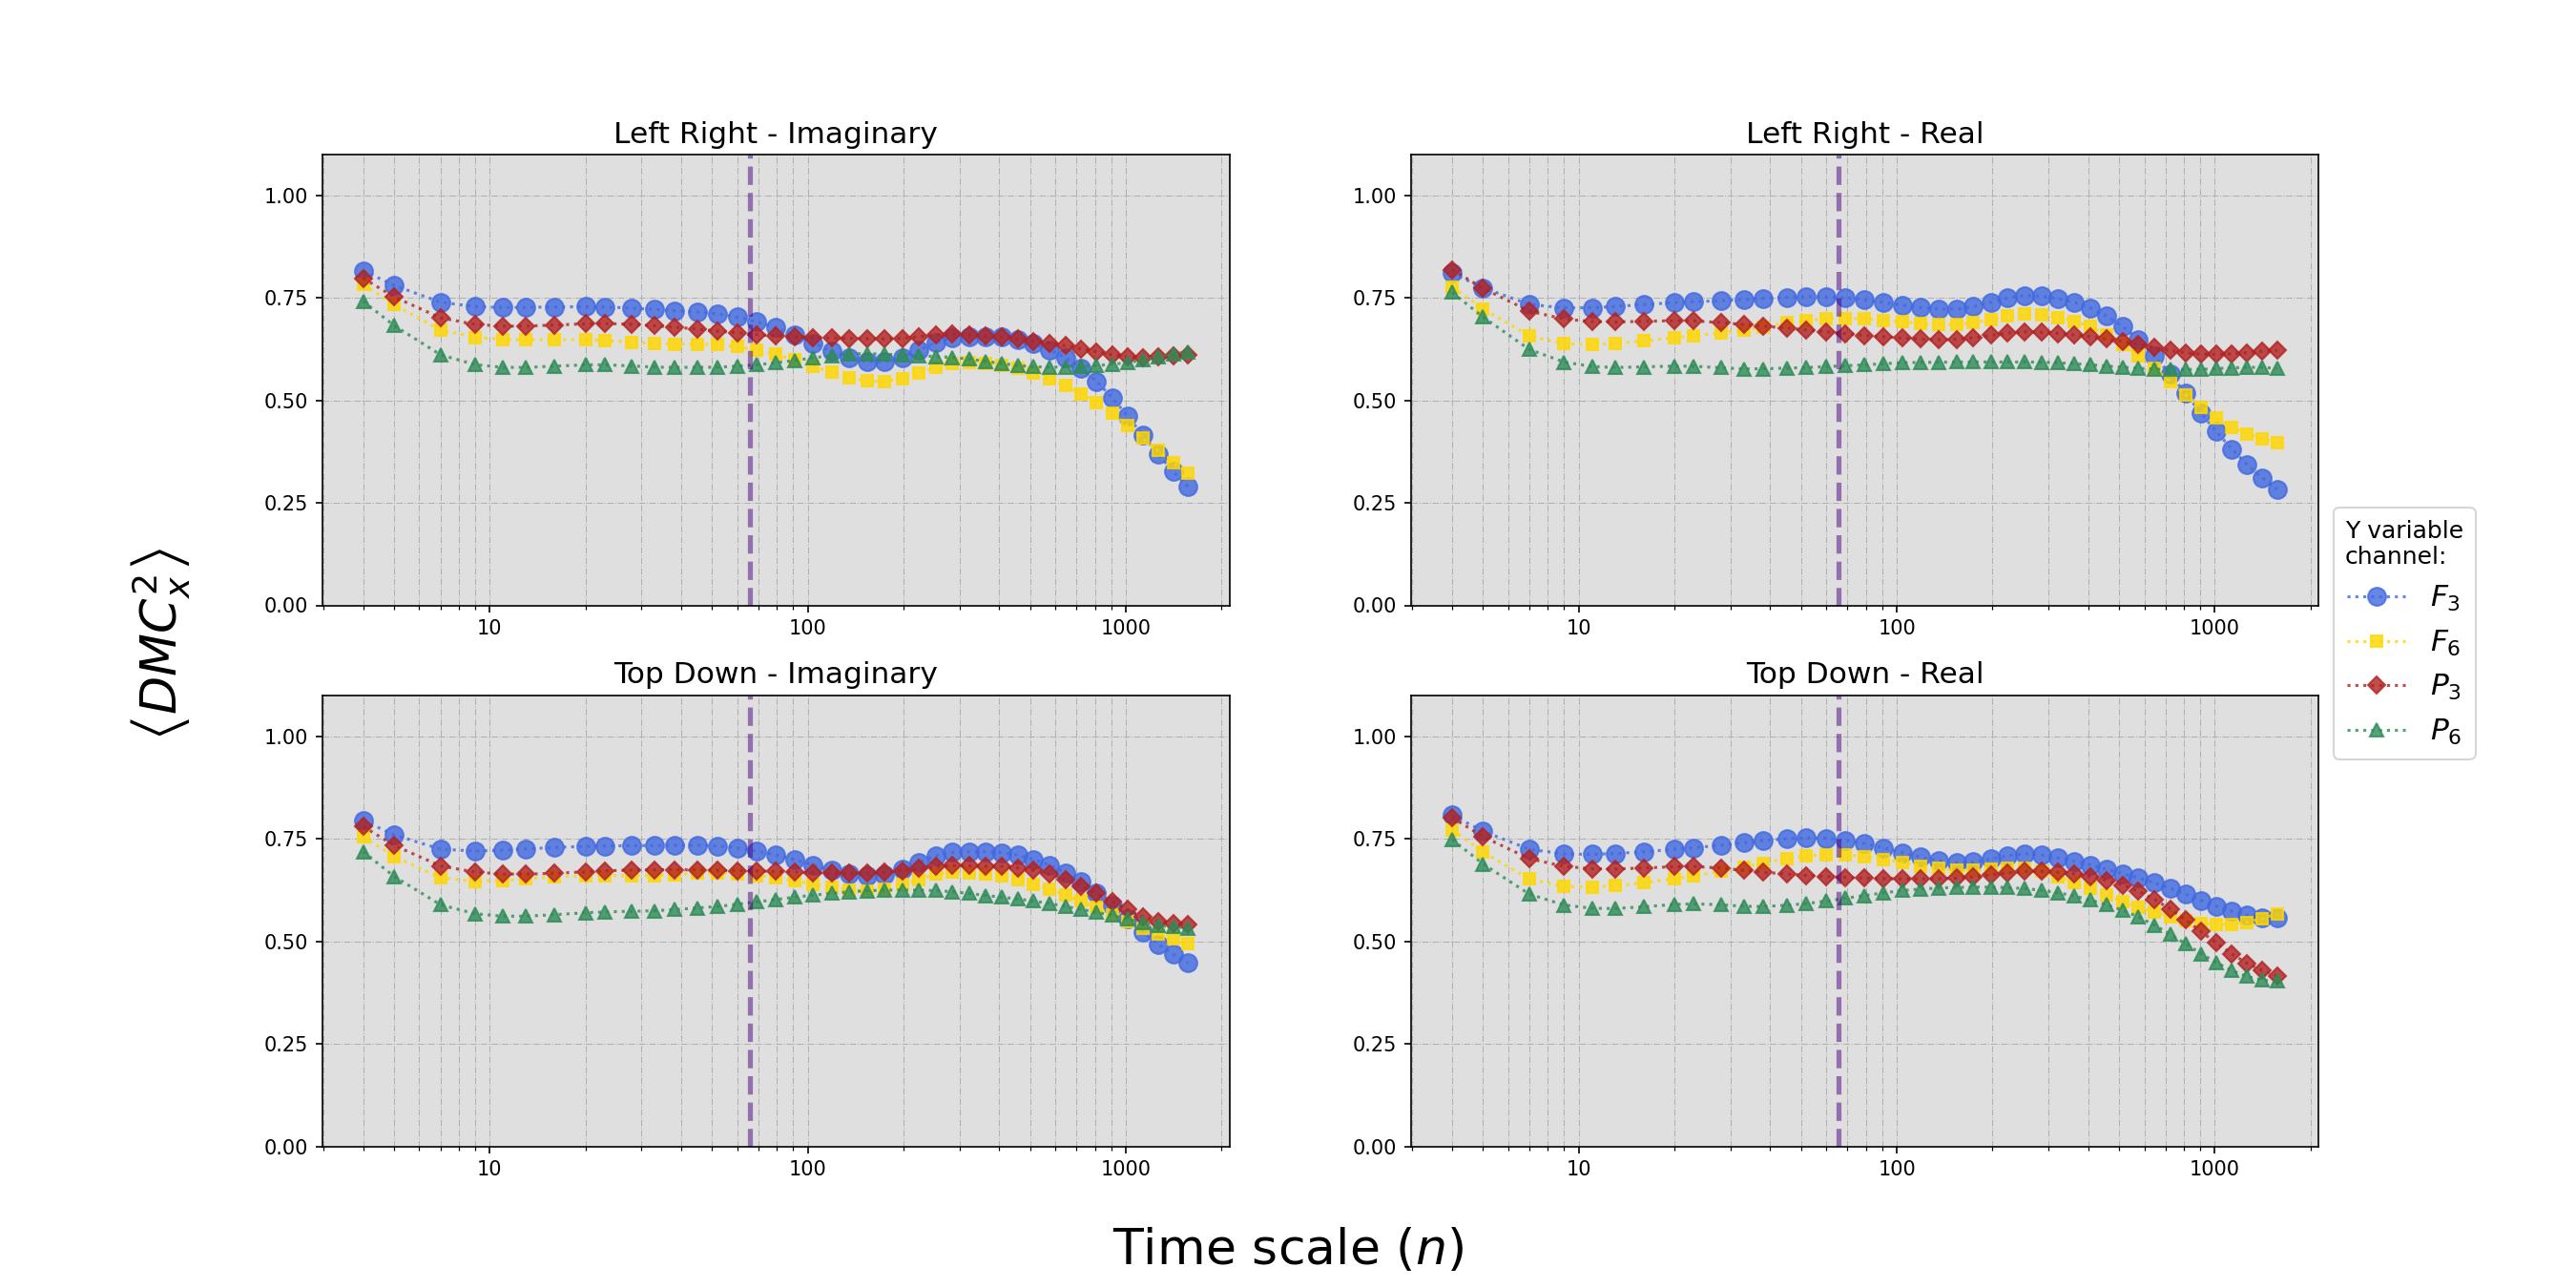 Left Right - Imaginary
1.00
0.75
0.50
0.25
0.00
10 100 1000
Left Right - Real
1.00
0.75
0.50
0.25
0.00
10 100 1000
Top Down - Imaginary
1.00
0.75
0.50
0.25
0.00
10 100 1000
Top Down - Real
1.00
0.75
0.50
0.25
0.00
10 100 1000
⟨DMC²ₓ⟩
Time scale (n)
Y variable
channel:
F₃
F₆
P₃
P₆